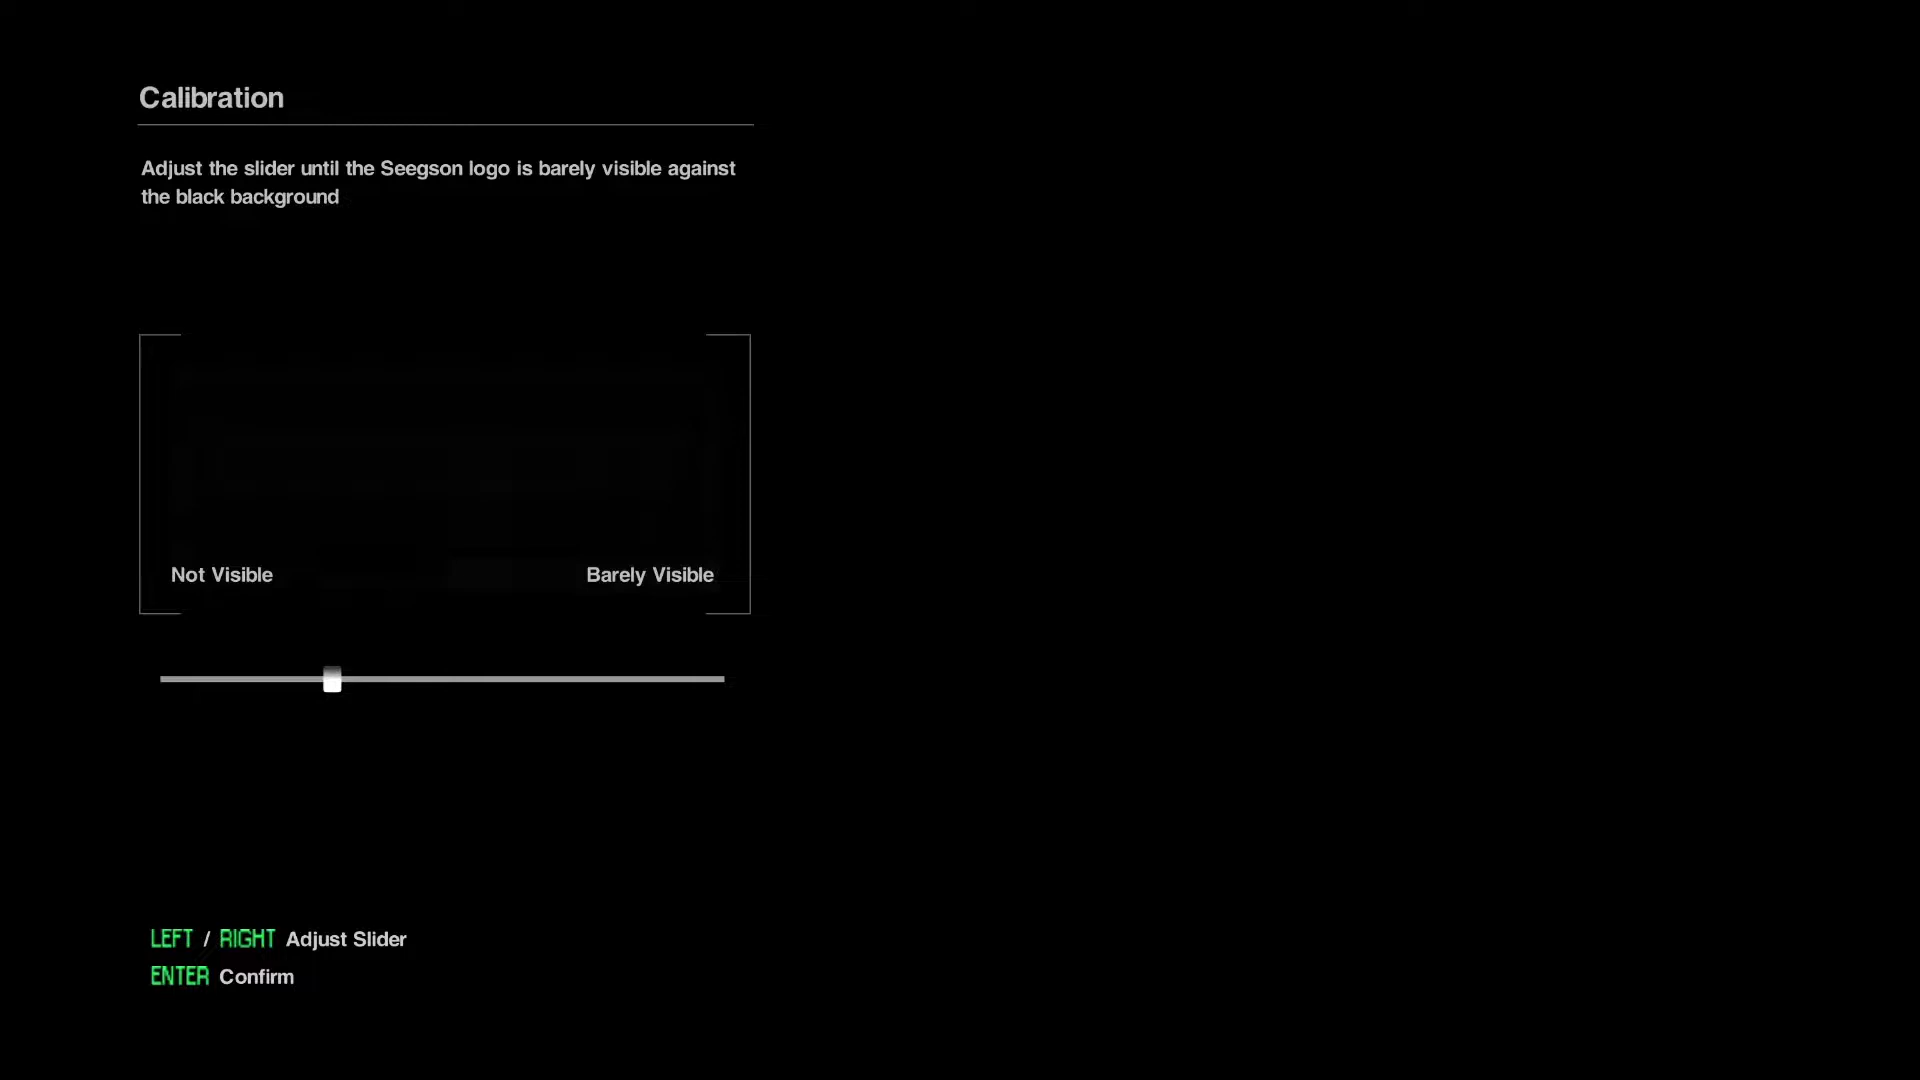 Calibration
Adjust the slider until the Seegson logo is barely visible against
the black background
Not Visible
Barely Visible
LEFT / RIGHT Adjust Slider
ENTER Confirm